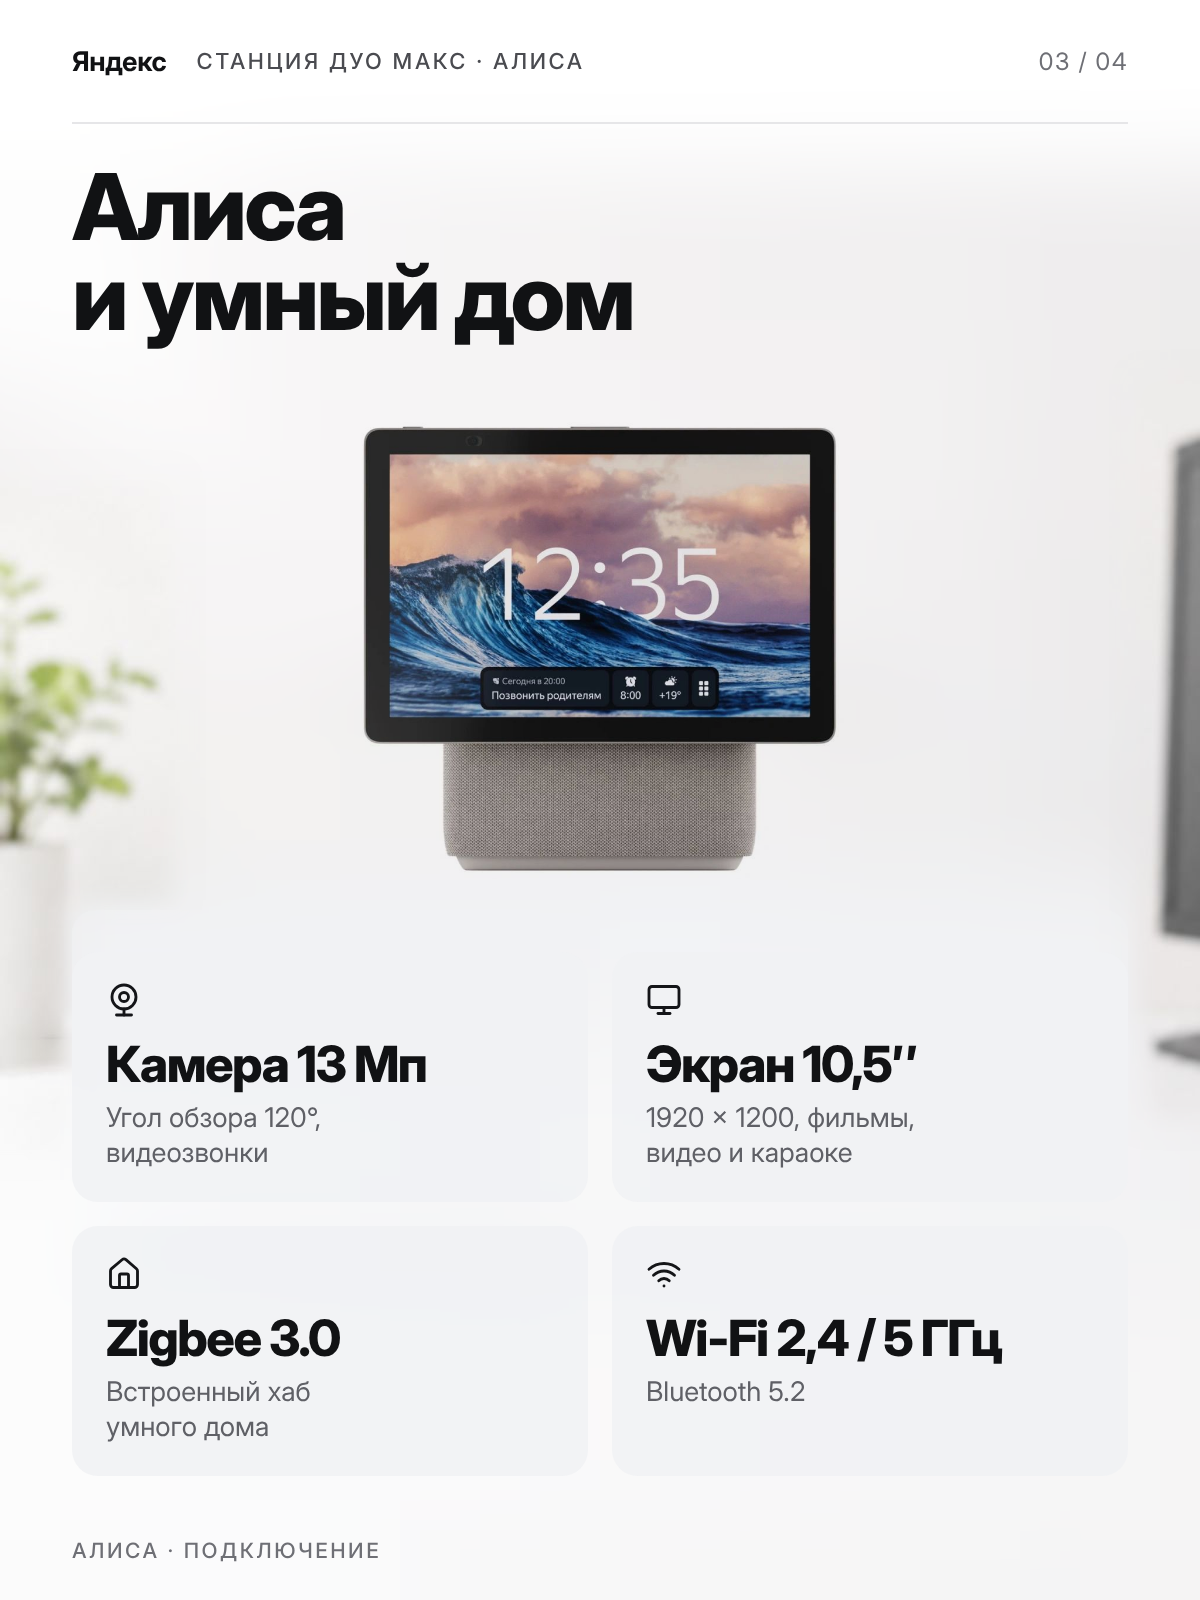 Яндекс СТАНЦИЯ ДУО МАКС · АЛИСА 03 / 04
Алиса
и умный дом
12:35
Сегодня в 20:00
Позвонить родителям 8:00 +19°
Камера 13 Мп
Угол обзора 120°,
видеозвонки
Экран 10,5″
1920 × 1200, фильмы,
видео и караоке
Zigbee 3.0
Встроенный хаб
умного дома
Wi-Fi 2,4 / 5 ГГц
Bluetooth 5.2
АЛИСА · ПОДКЛЮЧЕНИЕ